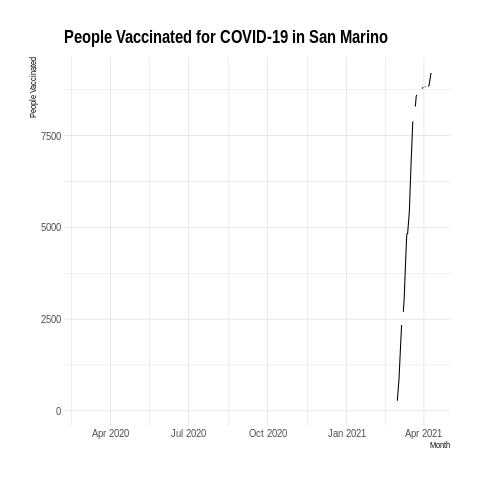 People Vaccinated for COVID-19 in San Marino
People Vaccinated
7500
5000
2500
0
Apr 2020
Jul 2020
Oct 2020
Jan 2021
Apr 2021
Month